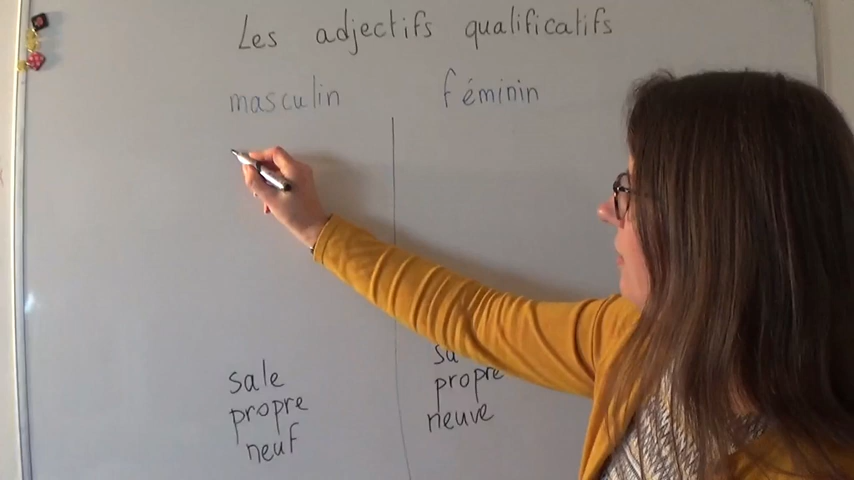 Les adjectifs qualificatifs
masculin féminin
sale
propre propre
neuf neuve